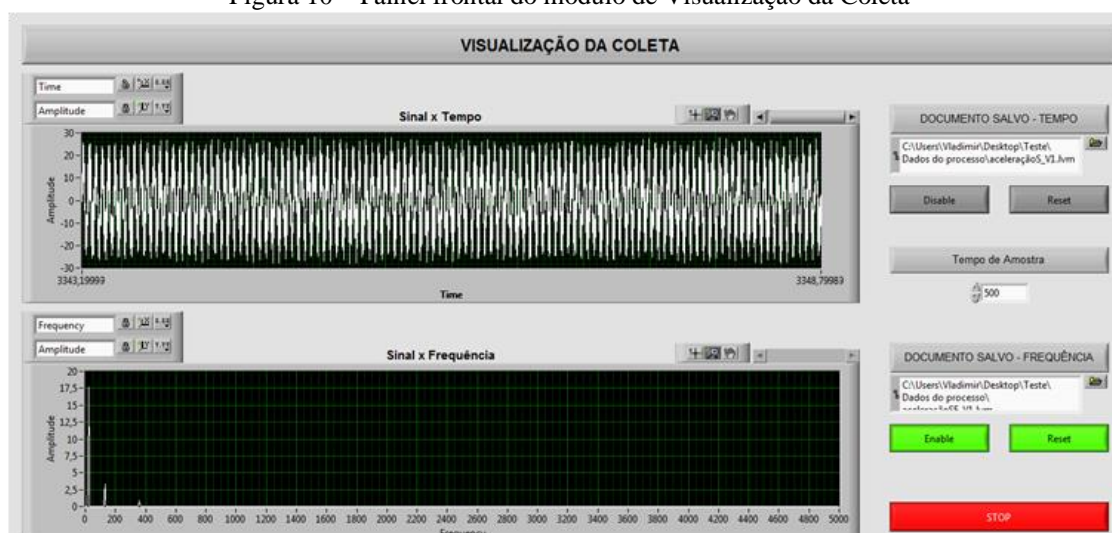 Figura 10 – Painel frontal do módulo de Visualização da Coleta
VISUALIZAÇÃO DA COLETA
Time
Amplitude
Sinal x Tempo
Amplitude
30
20
10
0
-10
-20
-30
3343,19999
3348,79983
Time
Frequency
Amplitude
Sinal x Frequência
Amplitude
20
17,5
15
12,5
10
7,5
5
2,5
0
0 200 400 600 800 1000 1200 1400 1600 1800 2000 2200 2400 2600 2800 3000 3200 3400 3600 3800 4000 4200 4400 4600 4800 5000
Frequency
DOCUMENTO SALVO - TEMPO
C:\Users\Vladimir\Desktop\Teste\
Dados do processo\aceleração5_V1.lvm
Disable
Reset
Tempo de Amostra
500
DOCUMENTO SALVO - FREQUÊNCIA
C:\Users\Vladimir\Desktop\Teste\
Dados do processo\
Enable
Reset
STOP